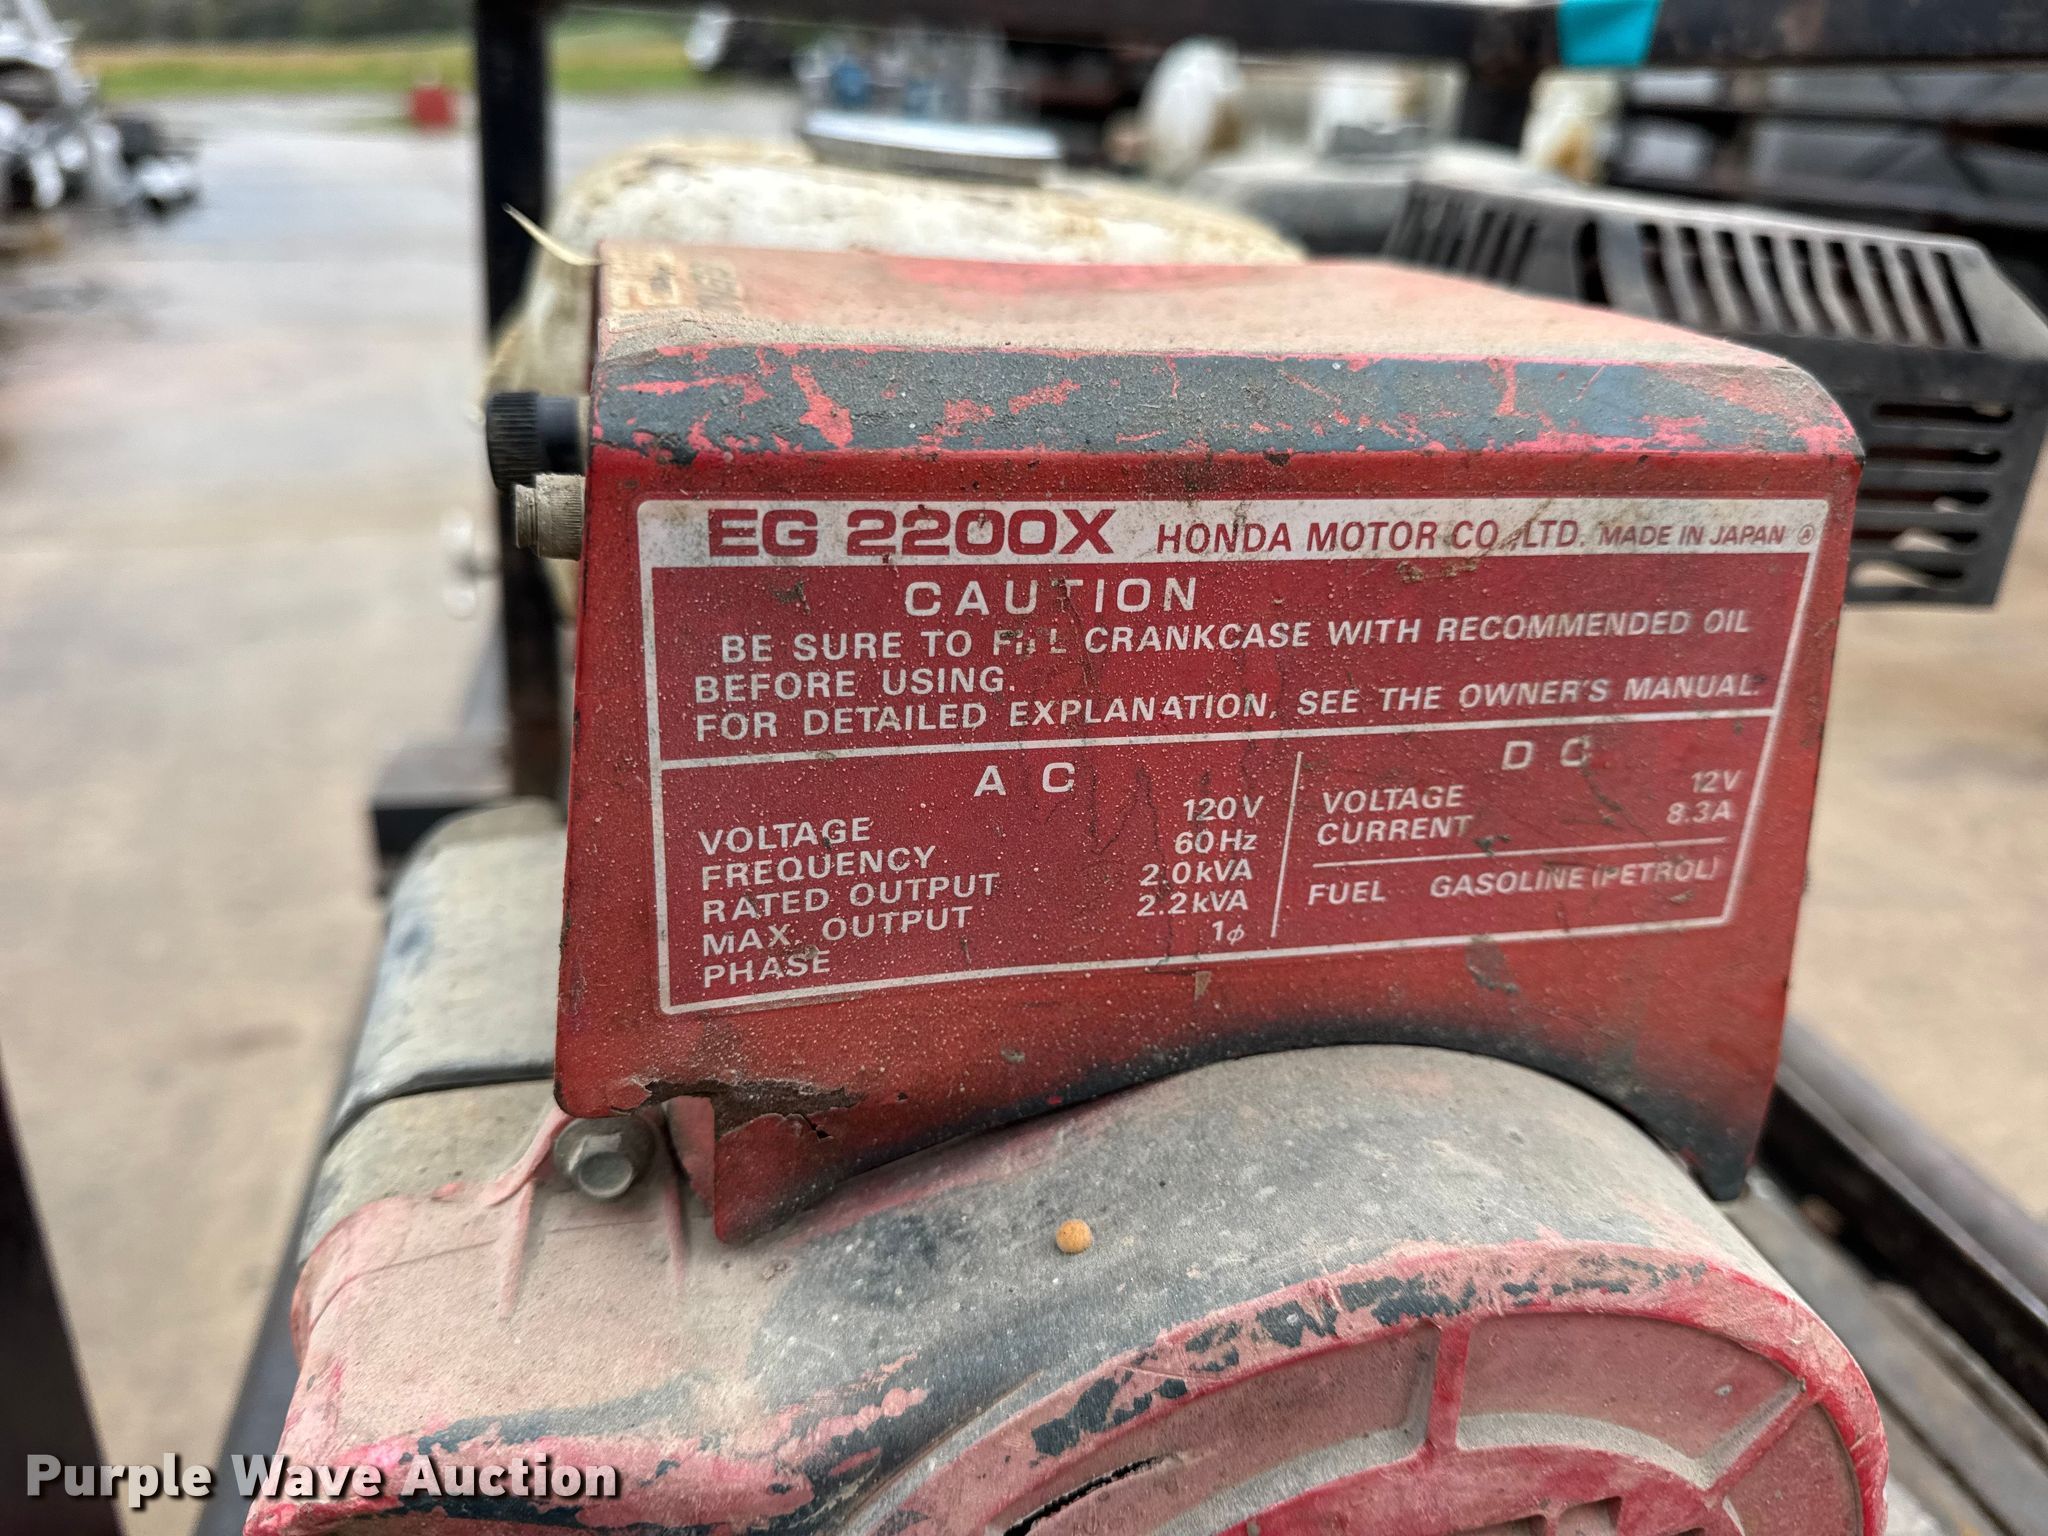 EG 2200X HONDA MOTOR CO.,LTD. MADE IN JAPAN Ⓐ
CAUTION
BE SURE TO FILL CRANKCASE WITH RECOMMENDED OIL
BEFORE USING.
FOR DETAILED EXPLANATION, SEE THE OWNER'S MANUAL.
AC
VOLTAGE 120V
FREQUENCY 60Hz
RATED OUTPUT 2.0kVA
MAX. OUTPUT 2.2kVA
PHASE 1ϕ
DC
VOLTAGE 12V
CURRENT 8.3A
FUEL GASOLINE (PETROL)
Purple Wave Auction